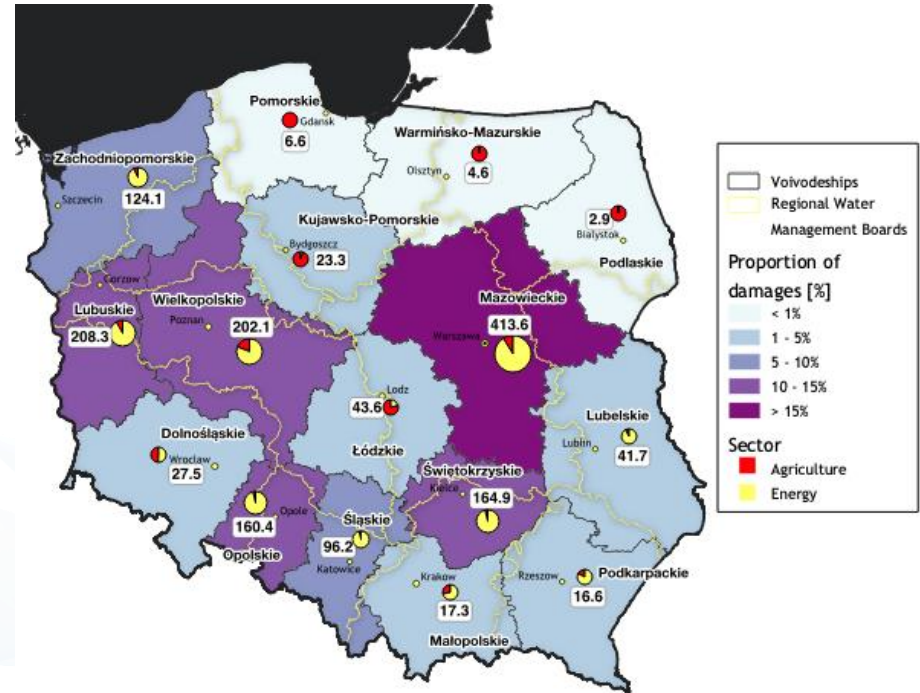 Pomorskie
Gdansk
6.6
Warmińsko-Mazurskie
Olsztyn
4.6
Zachodniopomorskie
Szczecin
124.1
Kujawsko-Pomorskie
Bydgoszcz
23.3
2.9
Bialystok
Podlaskie
Gorzow
Lubuskie
208.3
Wielkopolskie
Poznan
202.1
Mazowieckie
Warszawa
413.6
Lodz
43.6
Łódzkie
Lubelskie
Lublin
41.7
Dolnośląskie
Wroclaw
27.5
Świętokrzyskie
Kielce
164.9
Opole
160.4
Opolskie
Śląskie
96.2
Katowice
Krakow
17.3
Małopolskie
Rzeszow
Podkarpackie
16.6
Voivodeships
Regional Water
Management Boards
Proportion of
damages [%]
< 1%
1 - 5%
5 - 10%
10 - 15%
> 15%
Sector
Agriculture
Energy